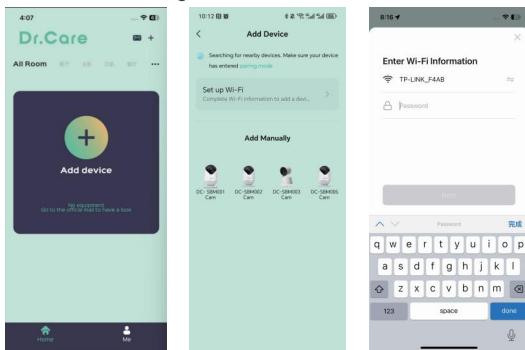 4:07
Dr.Care
All Room
Add device
No equipment
Go to the official mall to have a look
Home
Me
10:12
Add Device
Searching for nearby devices. Make sure your device
has entered pairing mode
Set up Wi-Fi
Complete Wi-Fi information to add a devi...
Add Manually
DC- SBM001
Cam
DC-SBM002
Cam
DC-SBM003
Cam
DC-SBM005
Cam
8:16
Enter Wi-Fi Information
TP-LINK_F4AB
Password
Next
Password
完成
q w e r t y u i o p
a s d f g h j k l
z x c v b n m
123
space
done